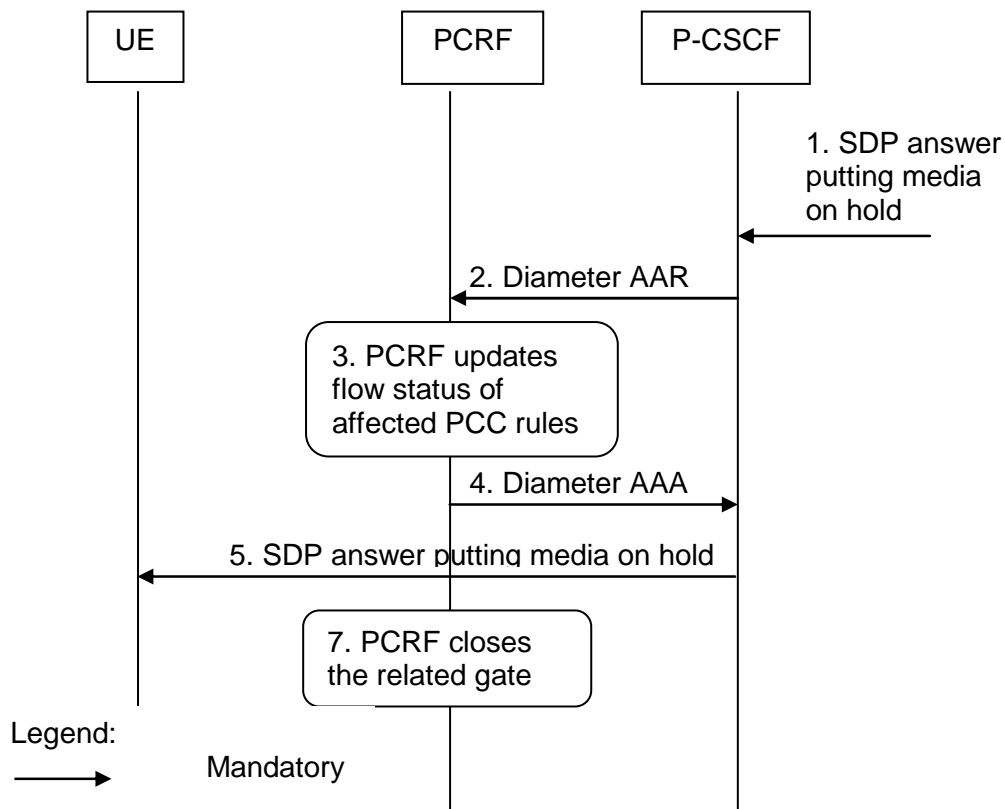 UE
PCRF
P-CSCF
1. SDP answer
putting media
on hold
2. Diameter AAR
3. PCRF updates
flow status of
affected PCC rules
4. Diameter AAA
5. SDP answer putting media on hold
7. PCRF closes
the related gate
Legend:
Mandatory